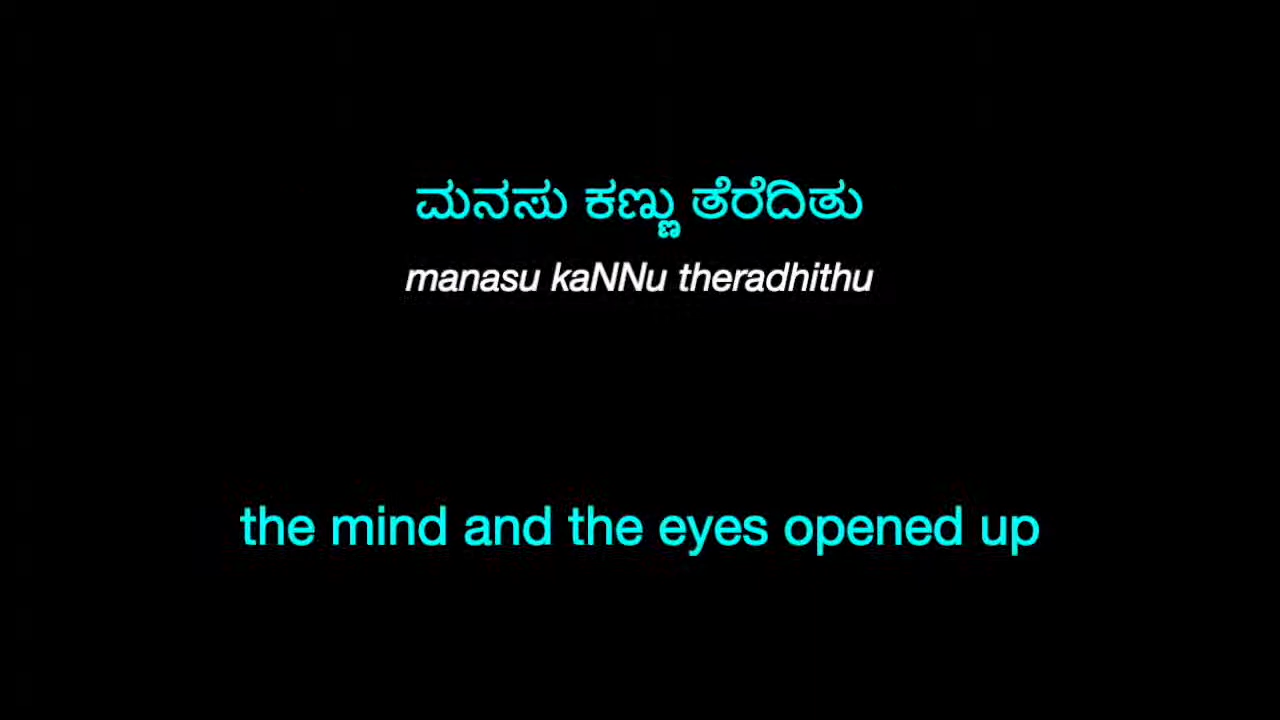 ಮನಸು ಕಣ್ಣು ತೆರೆದಿತು
manasu kaNNu theradhithu
the mind and the eyes opened up